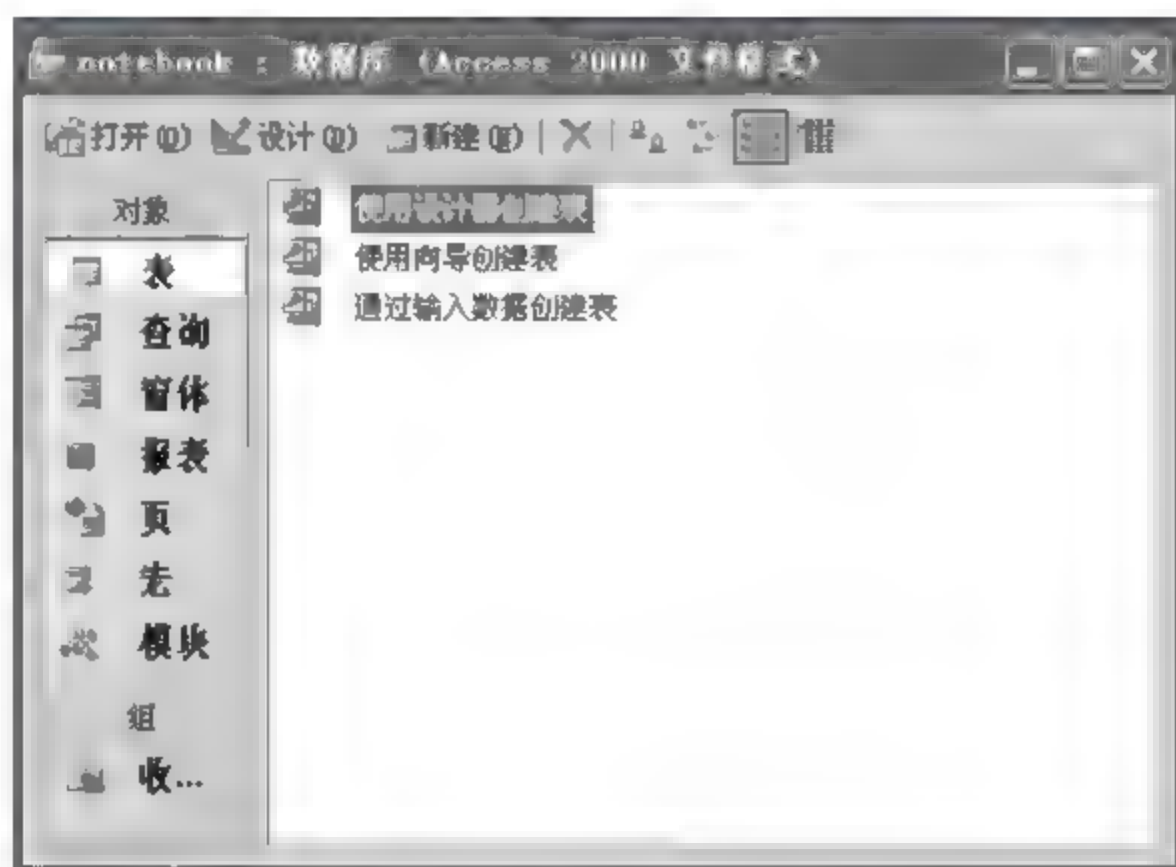 notebook : 数据库 (Access 2000 文件格式)
打开(O) 设计(D) 新建(N)
对象
表
查询
窗体
报表
页
宏
模块
组
收...
使用设计器创建表
使用向导创建表
通过输入数据创建表